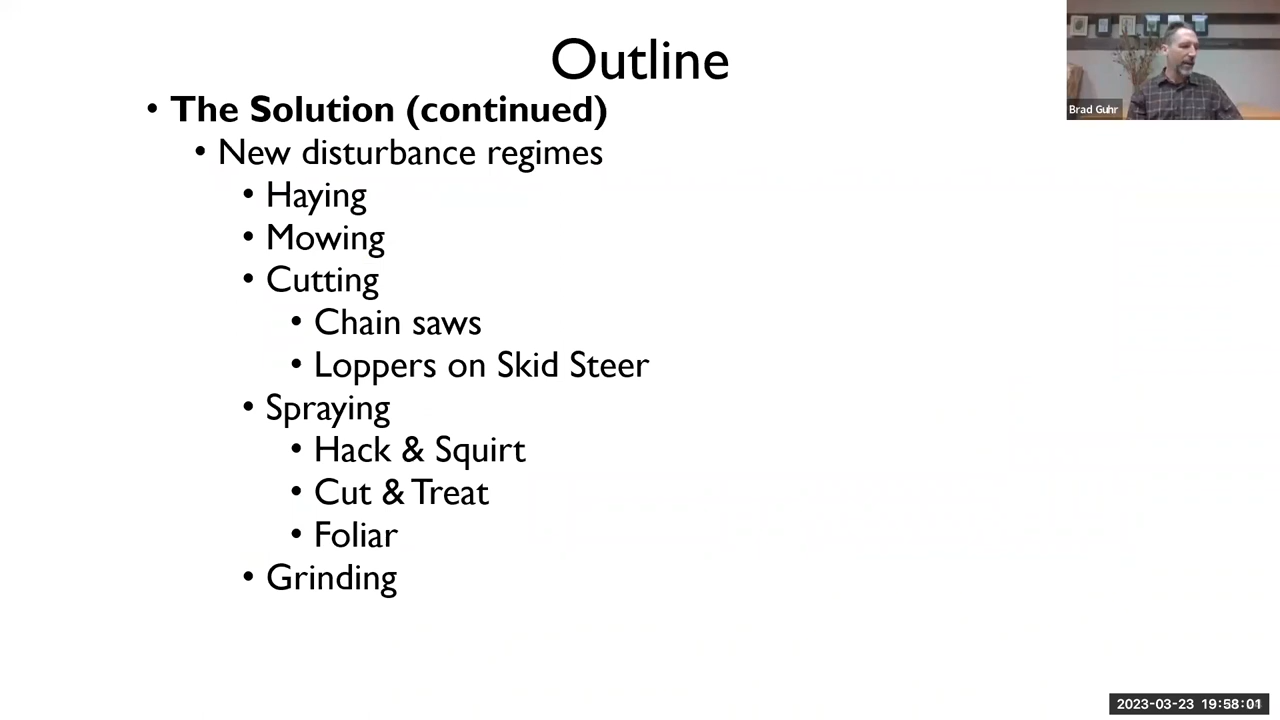 Outline
• The Solution (continued)
• New disturbance regimes
• Haying
• Mowing
• Cutting
• Chain saws
• Loppers on Skid Steer
• Spraying
• Hack & Squirt
• Cut & Treat
• Foliar
• Grinding
Brad Guhr
2023-03-23 19:58:01